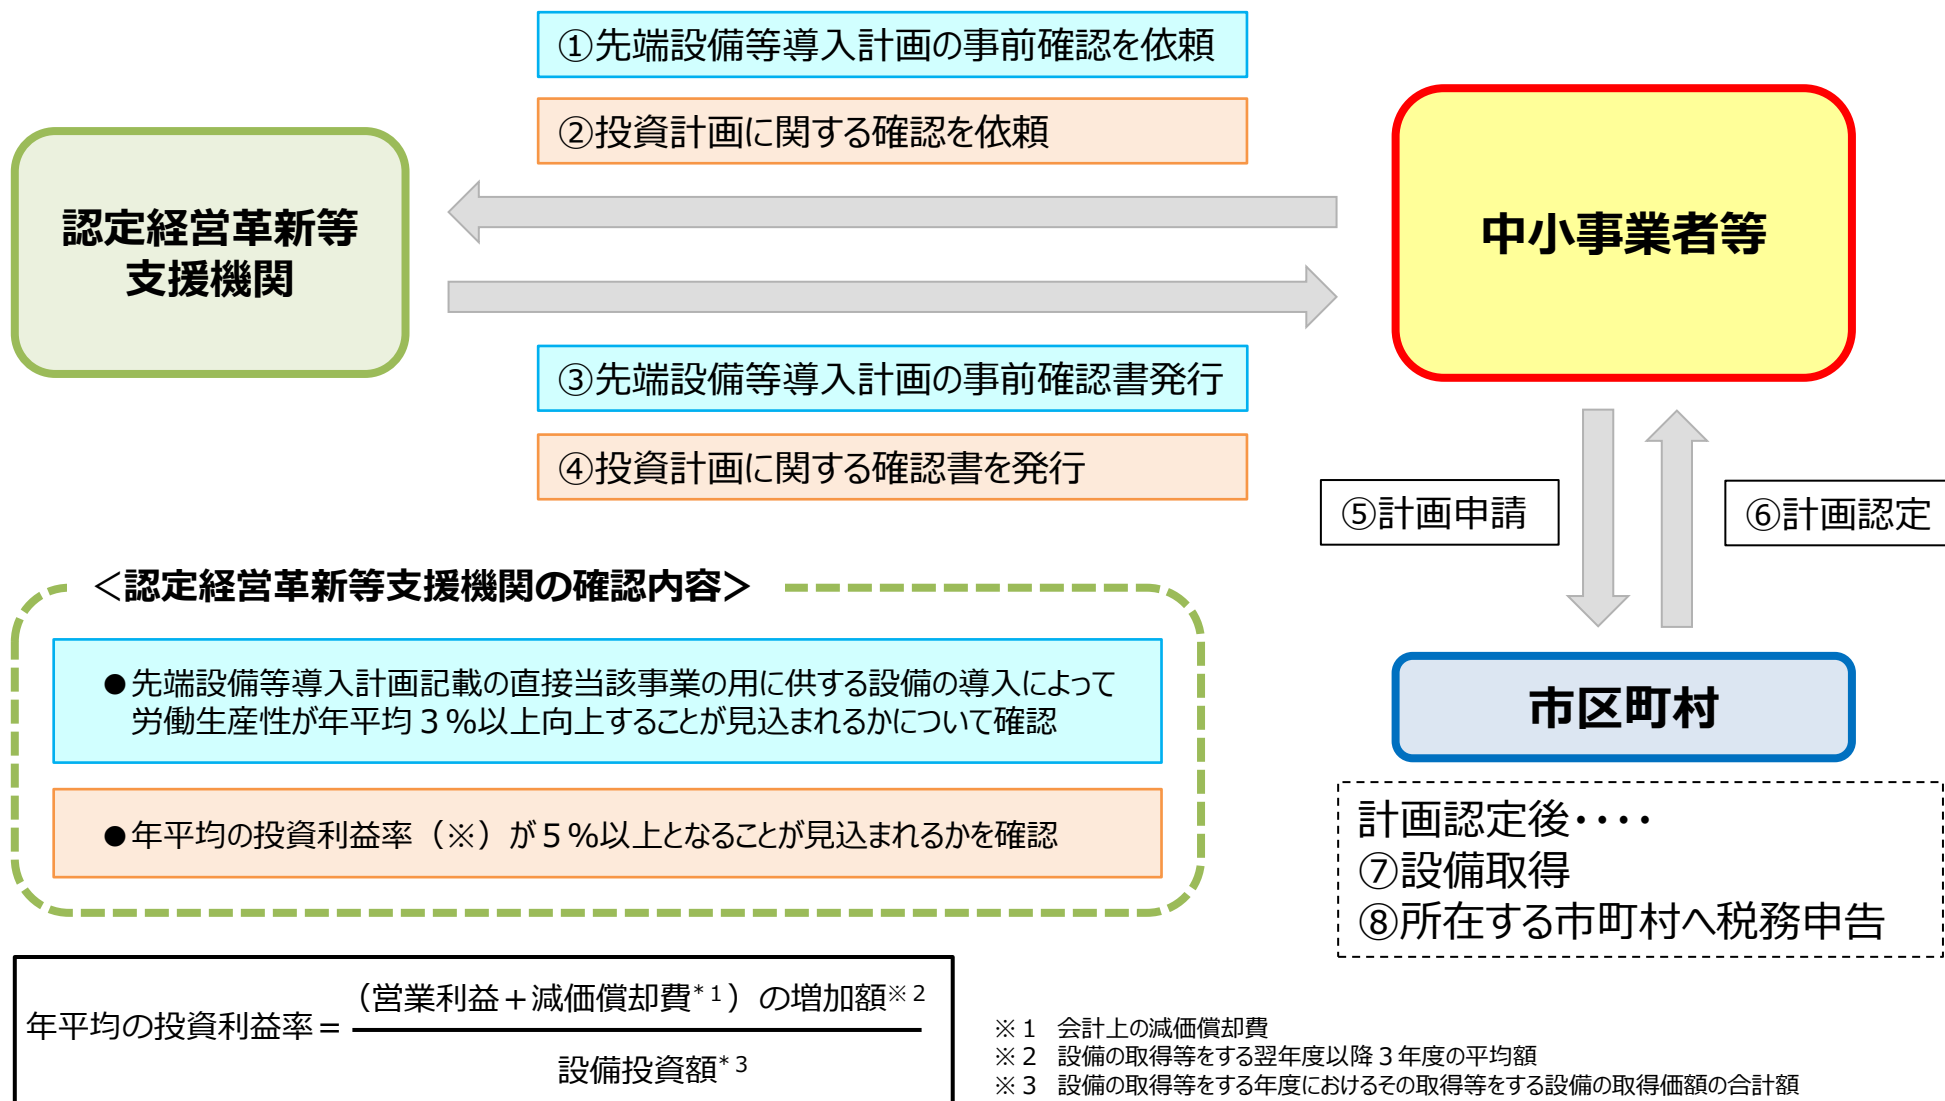 ①先端設備等導入計画の事前確認を依頼
②投資計画に関する確認を依頼
認定経営革新等
支援機関
中小事業者等
③先端設備等導入計画の事前確認書発行
④投資計画に関する確認書を発行
⑤計画申請
⑥計画認定
＜認定経営革新等支援機関の確認内容＞
●先端設備等導入計画記載の直接当該事業の用に供する設備の導入によって
労働生産性が年平均３％以上向上することが見込まれるかについて確認
●年平均の投資利益率（※）が５％以上となることが見込まれるかを確認
市区町村
計画認定後・・・・
⑦設備取得
⑧所在する市町村へ税務申告
（営業利益＋減価償却費*1）の増加額※2
年平均の投資利益率＝
設備投資額*3
※１　会計上の減価償却費
※２　設備の取得等をする翌年度以降３年度の平均額
※３　設備の取得等をする年度におけるその取得等をする設備の取得価額の合計額